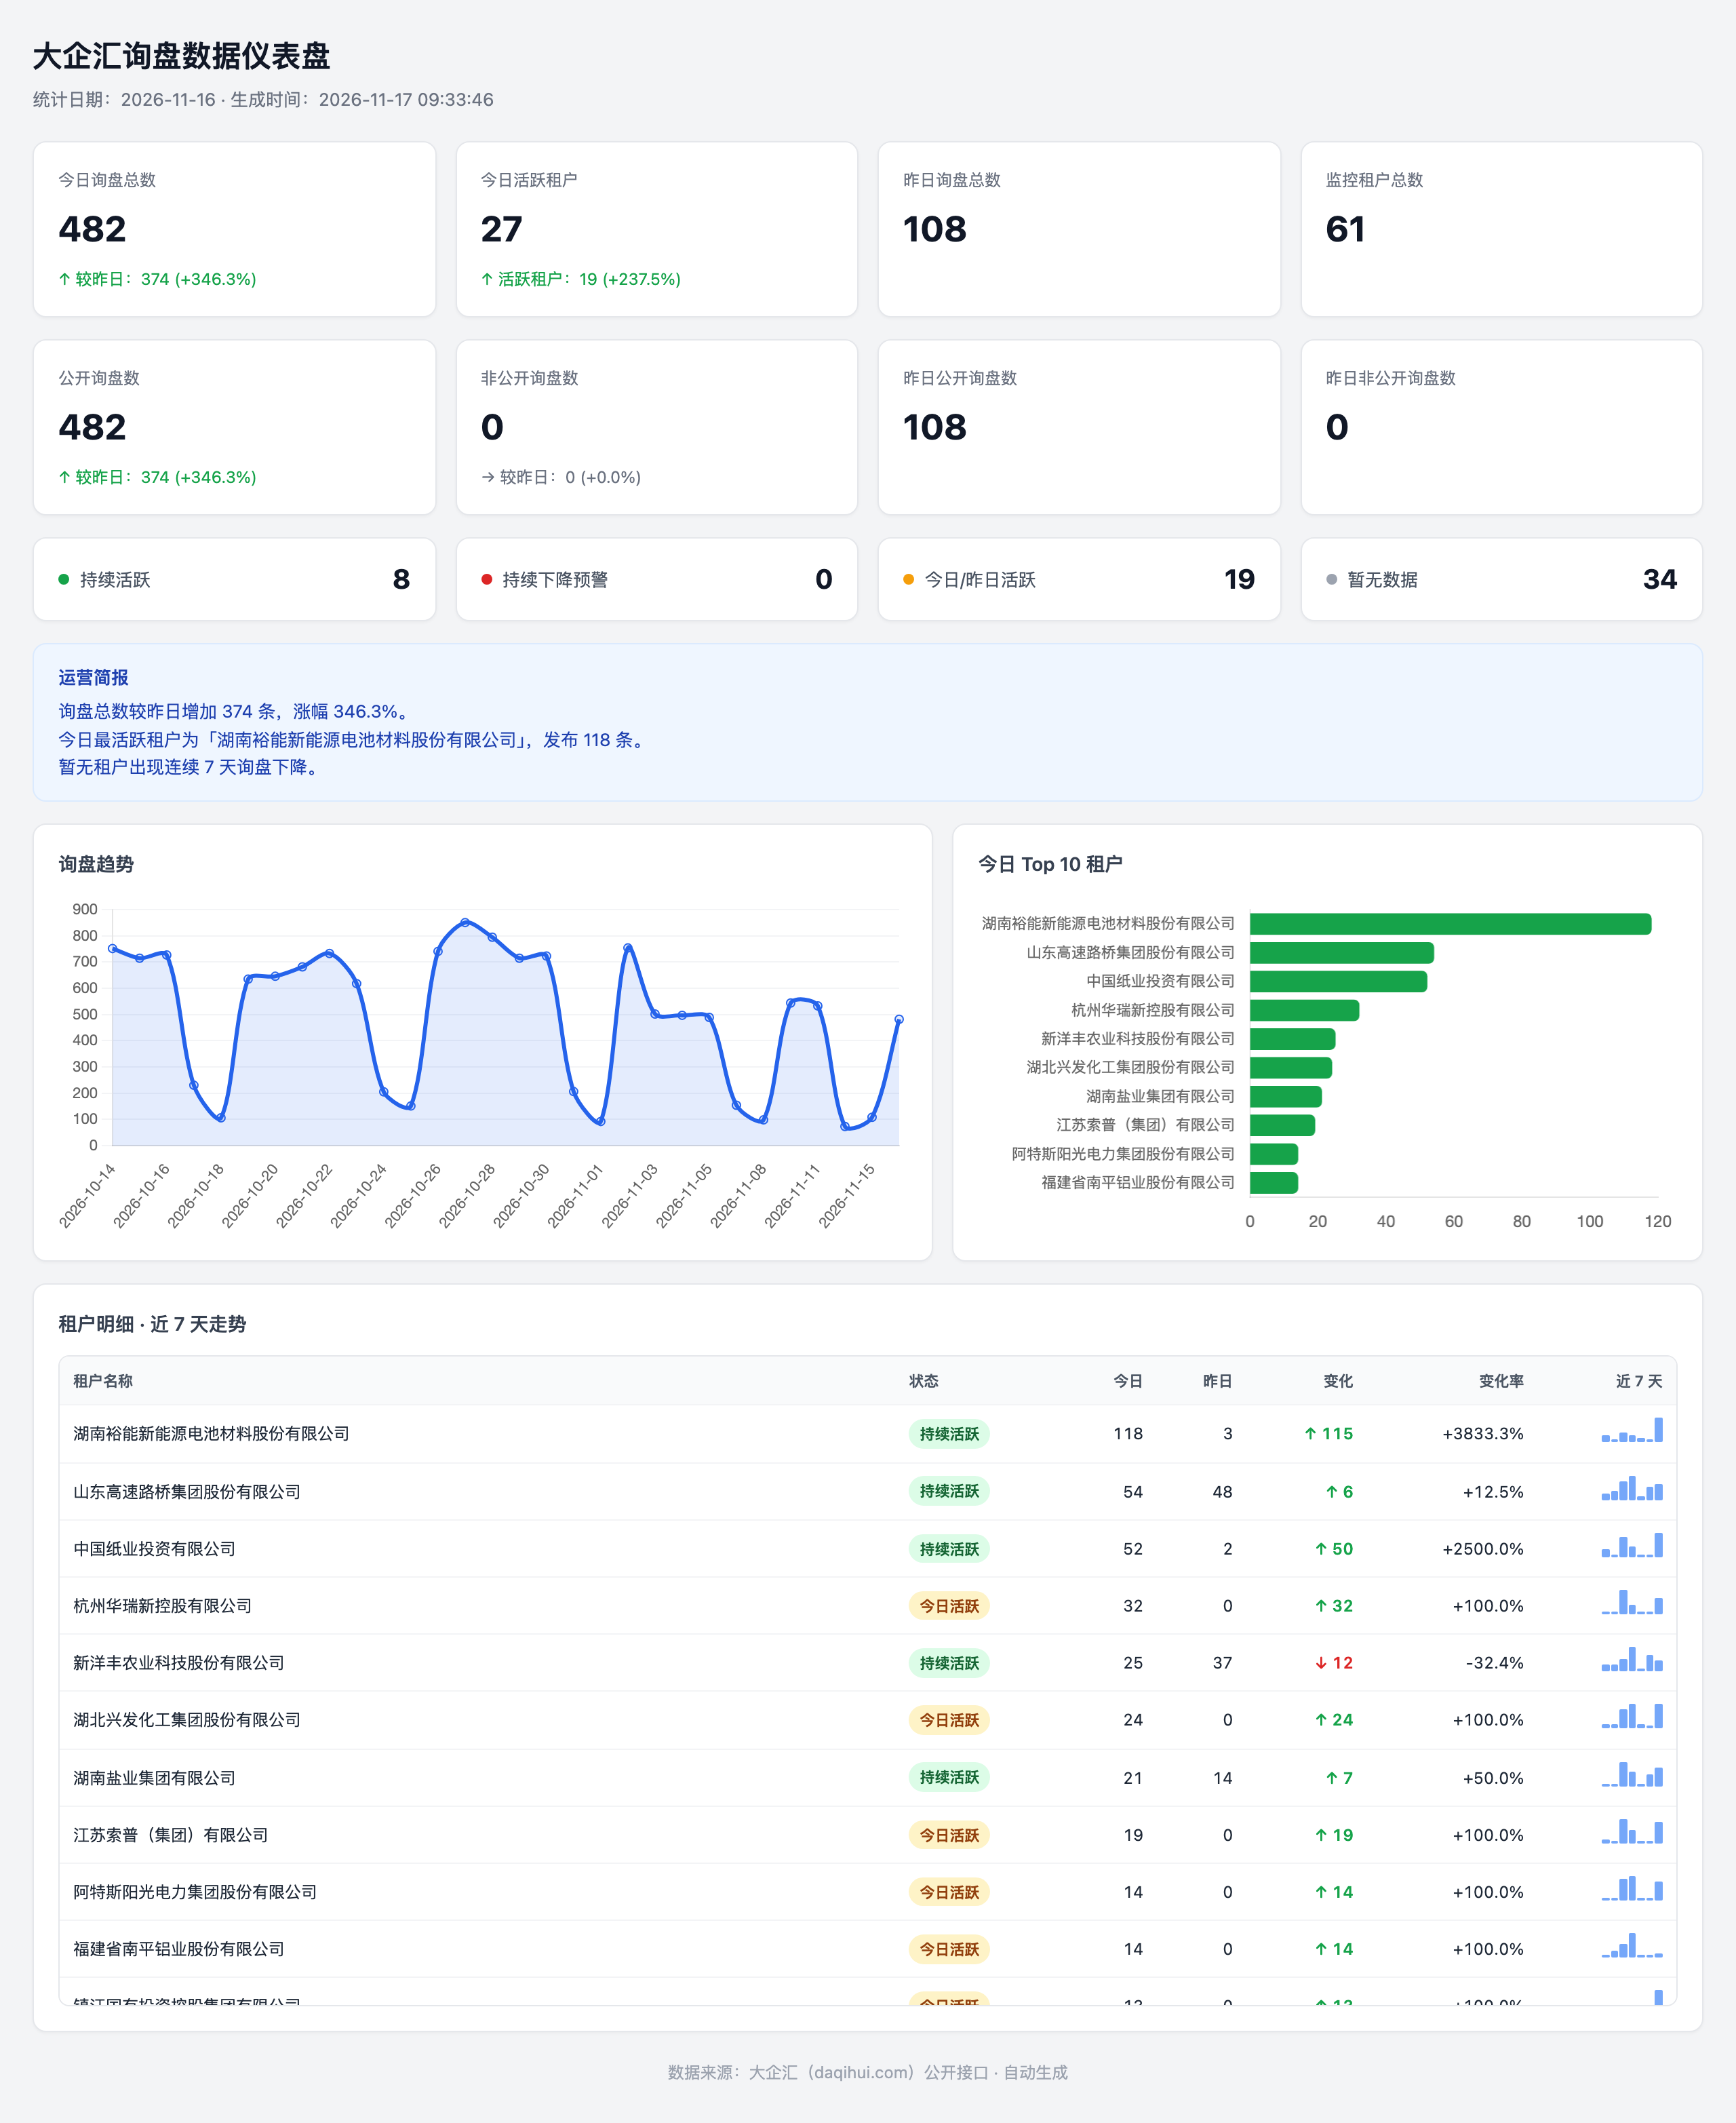 大企汇询盘数据仪表盘
统计日期：2026-11-16 · 生成时间：2026-11-17 09:33:46
今日询盘总数
482
↑ 较昨日：374 (+346.3%)
今日活跃租户
27
↑ 活跃租户：19 (+237.5%)
昨日询盘总数
108
监控租户总数
61
公开询盘数
482
↑ 较昨日：374 (+346.3%)
非公开询盘数
0
→ 较昨日：0 (+0.0%)
昨日公开询盘数
108
昨日非公开询盘数
0
持续活跃 8
持续下降预警 0
今日/昨日活跃 19
暂无数据 34
运营简报
询盘总数较昨日增加 374 条，涨幅 346.3%。
今日最活跃租户为「湖南裕能新能源电池材料股份有限公司」，发布 118 条。
暂无租户出现连续 7 天询盘下降。
询盘趋势
900
800
700
600
500
400
300
200
100
0
2026-10-14
2026-10-16
2026-10-18
2026-10-20
2026-10-22
2026-10-24
2026-10-26
2026-10-28
2026-10-30
2026-11-01
2026-11-03
2026-11-05
2026-11-08
2026-11-11
2026-11-15
今日 Top 10 租户
湖南裕能新能源电池材料股份有限公司
山东高速路桥集团股份有限公司
中国纸业投资有限公司
杭州华瑞新控股有限公司
新洋丰农业科技股份有限公司
湖北兴发化工集团股份有限公司
湖南盐业集团有限公司
江苏索普（集团）有限公司
阿特斯阳光电力集团股份有限公司
福建省南平铝业股份有限公司
0 20 40 60 80 100 120
租户明细 · 近 7 天走势
租户名称 状态 今日 昨日 变化 变化率 近 7 天
湖南裕能新能源电池材料股份有限公司 持续活跃 118 3 ↑ 115 +3833.3%
山东高速路桥集团股份有限公司 持续活跃 54 48 ↑ 6 +12.5%
中国纸业投资有限公司 持续活跃 52 2 ↑ 50 +2500.0%
杭州华瑞新控股有限公司 今日活跃 32 0 ↑ 32 +100.0%
新洋丰农业科技股份有限公司 持续活跃 25 37 ↓ 12 -32.4%
湖北兴发化工集团股份有限公司 今日活跃 24 0 ↑ 24 +100.0%
湖南盐业集团有限公司 持续活跃 21 14 ↑ 7 +50.0%
江苏索普（集团）有限公司 今日活跃 19 0 ↑ 19 +100.0%
阿特斯阳光电力集团股份有限公司 今日活跃 14 0 ↑ 14 +100.0%
福建省南平铝业股份有限公司 今日活跃 14 0 ↑ 14 +100.0%
数据来源：大企汇（daqihui.com）公开接口 · 自动生成